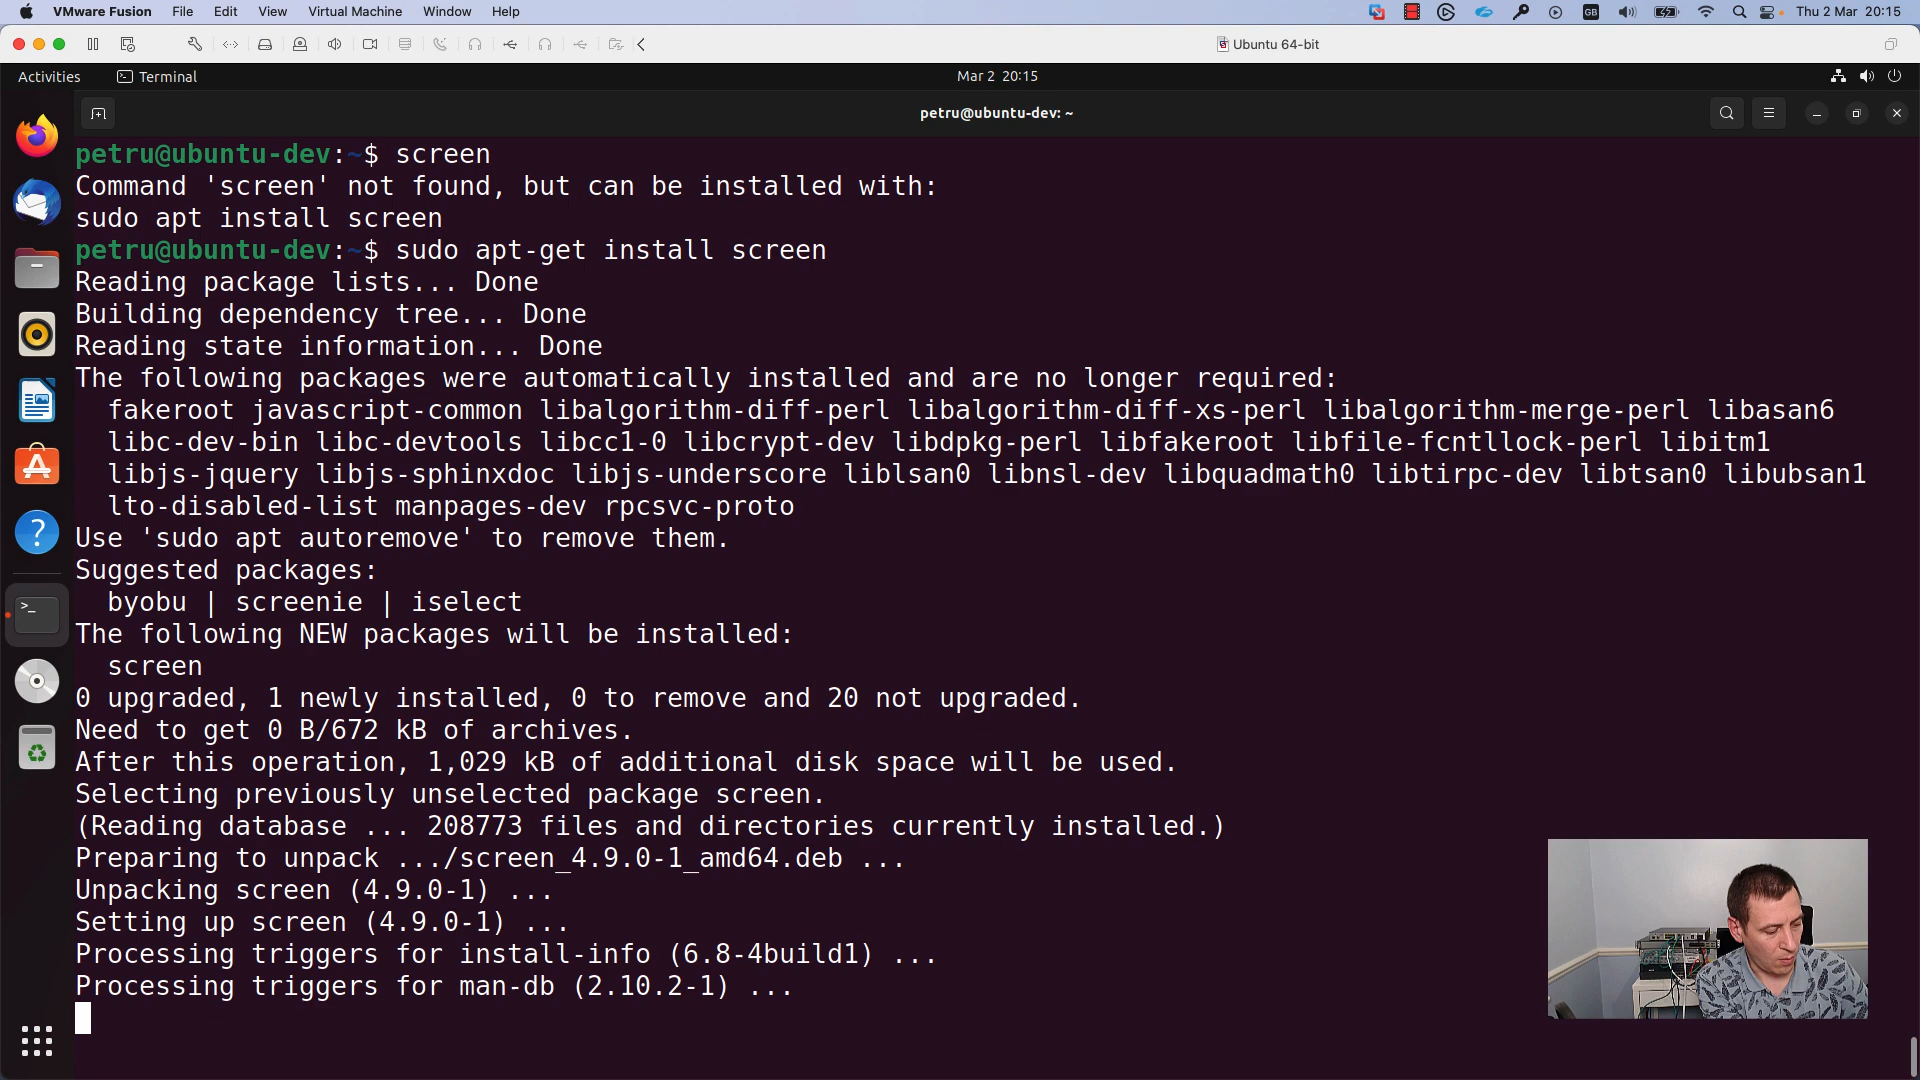 VMware Fusion File Edit View Virtual Machine Window Help GB Thu 2 Mar 20:15
Ubuntu 64-bit
Activities Terminal Mar 2 20:15
petru@ubuntu-dev: ~
petru@ubuntu-dev:~$ screen
Command 'screen' not found, but can be installed with:
sudo apt install screen
petru@ubuntu-dev:~$ sudo apt-get install screen
Reading package lists... Done
Building dependency tree... Done
Reading state information... Done
The following packages were automatically installed and are no longer required:
  fakeroot javascript-common libalgorithm-diff-perl libalgorithm-diff-xs-perl libalgorithm-merge-perl libasan6
  libc-dev-bin libc-devtools libcc1-0 libcrypt-dev libdpkg-perl libfakeroot libfile-fcntllock-perl libitm1
  libjs-jquery libjs-sphinxdoc libjs-underscore liblsan0 libnsl-dev libquadmath0 libtirpc-dev libtsan0 libubsan1
  lto-disabled-list manpages-dev rpcsvc-proto
Use 'sudo apt autoremove' to remove them.
Suggested packages:
  byobu | screenie | iselect
The following NEW packages will be installed:
  screen
0 upgraded, 1 newly installed, 0 to remove and 20 not upgraded.
Need to get 0 B/672 kB of archives.
After this operation, 1,029 kB of additional disk space will be used.
Selecting previously unselected package screen.
(Reading database ... 208773 files and directories currently installed.)
Preparing to unpack .../screen_4.9.0-1_amd64.deb ...
Unpacking screen (4.9.0-1) ...
Setting up screen (4.9.0-1) ...
Processing triggers for install-info (6.8-4build1) ...
Processing triggers for man-db (2.10.2-1) ...